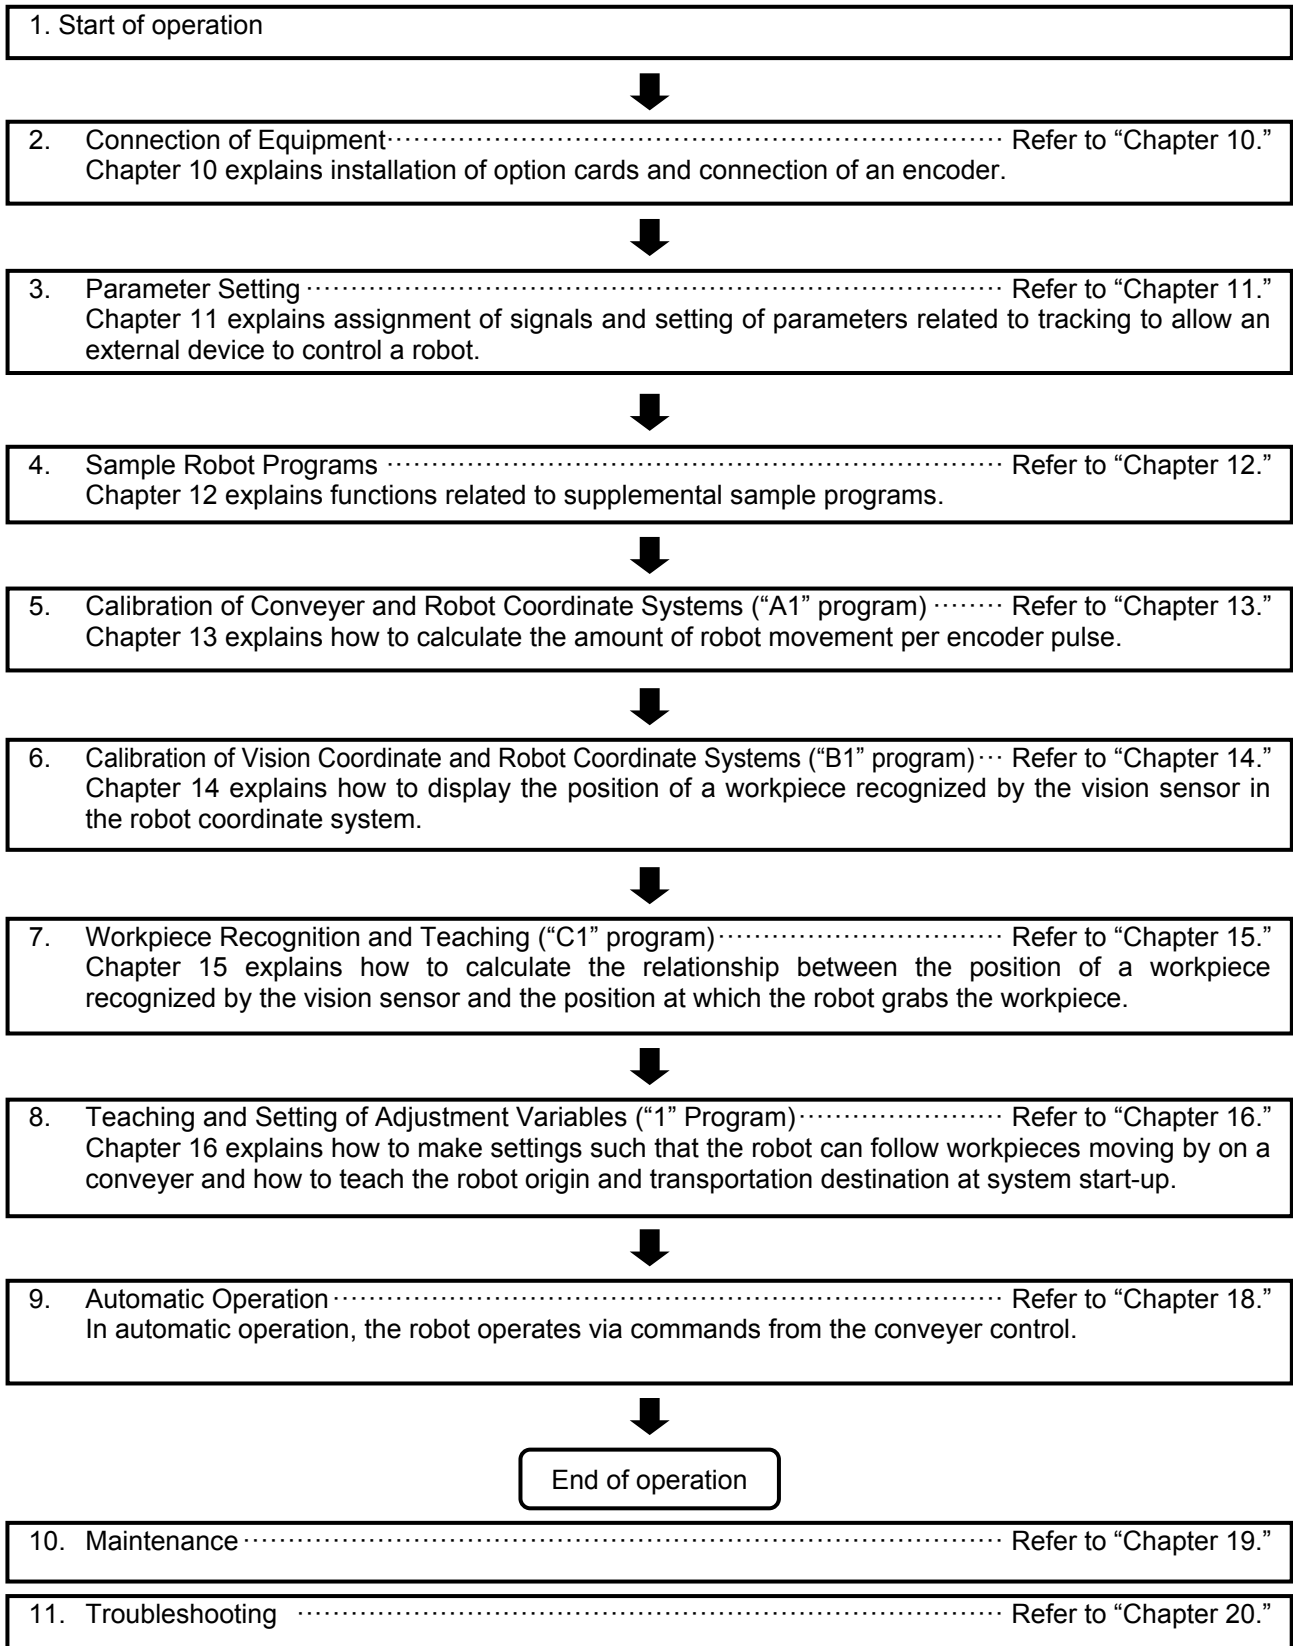 1. Start of operation
2. Connection of Equipment································································ Refer to “Chapter 10.”
Chapter 10 explains installation of option cards and connection of an encoder.
3. Parameter Setting ········································································ Refer to “Chapter 11.”
Chapter 11 explains assignment of signals and setting of parameters related to tracking to allow an
external device to control a robot.
4. Sample Robot Programs ······························································ Refer to “Chapter 12.”
Chapter 12 explains functions related to supplemental sample programs.
5. Calibration of Conveyer and Robot Coordinate Systems (“A1” program) ········ Refer to “Chapter 13.”
Chapter 13 explains how to calculate the amount of robot movement per encoder pulse.
6. Calibration of Vision Coordinate and Robot Coordinate Systems (“B1” program)··· Refer to “Chapter 14.”
Chapter 14 explains how to display the position of a workpiece recognized by the vision sensor in
the robot coordinate system.
7. Workpiece Recognition and Teaching (“C1” program)································ Refer to “Chapter 15.”
Chapter 15 explains how to calculate the relationship between the position of a workpiece
recognized by the vision sensor and the position at which the robot grabs the workpiece.
8. Teaching and Setting of Adjustment Variables (“1” Program)······················· Refer to “Chapter 16.”
Chapter 16 explains how to make settings such that the robot can follow workpieces moving by on a
conveyer and how to teach the robot origin and transportation destination at system start-up.
9. Automatic Operation····································································· Refer to “Chapter 18.”
In automatic operation, the robot operates via commands from the conveyer control.
End of operation
10. Maintenance················································································ Refer to “Chapter 19.”
11. Troubleshooting ·········································································· Refer to “Chapter 20.”